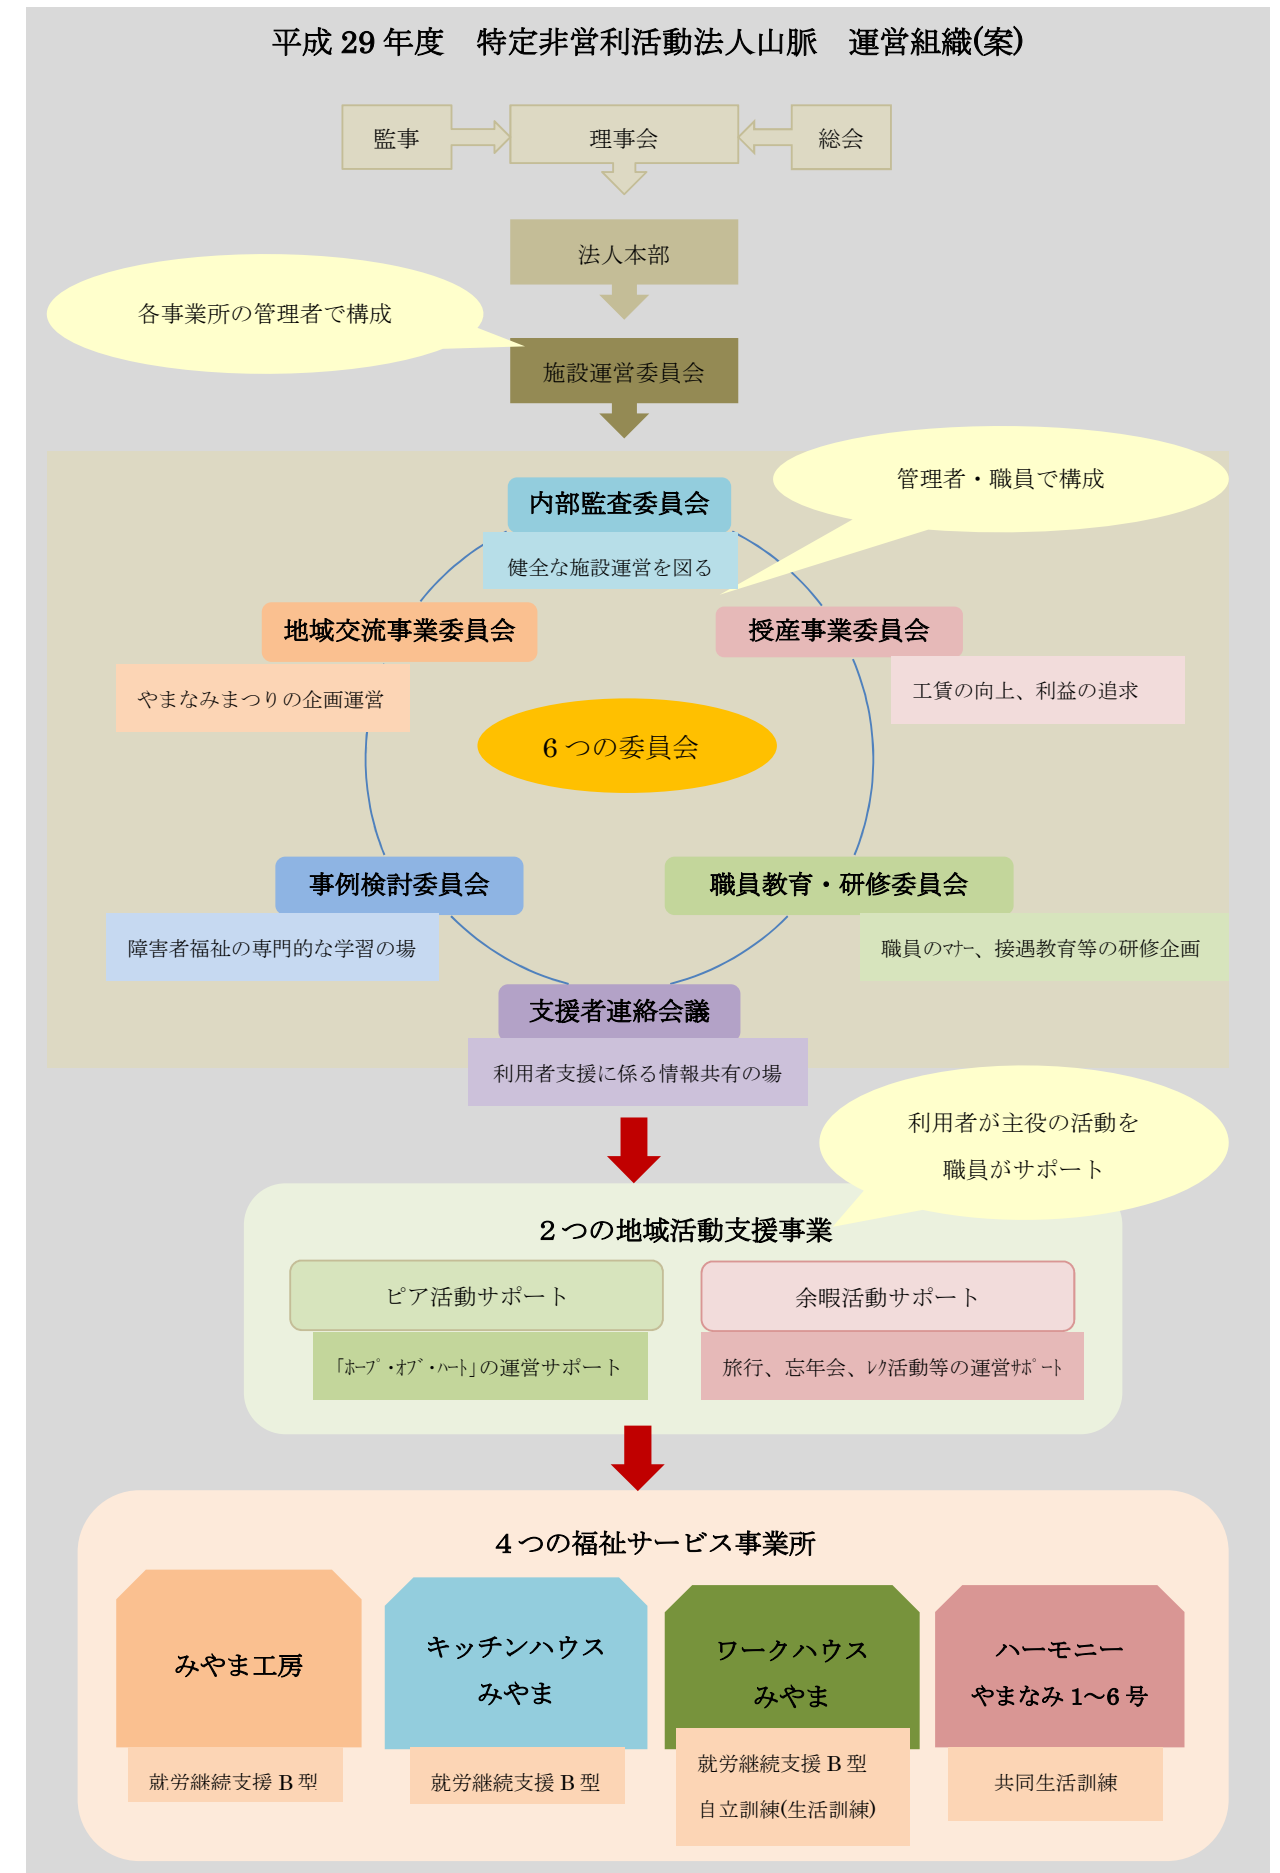 平成 29 年度　特定非営利活動法人山脈　運営組織(案)
監事
理事会
総会
法人本部
各事業所の管理者で構成
施設運営委員会
管理者・職員で構成
内部監査委員会
健全な施設運営を図る
地域交流事業委員会
やまなみまつりの企画運営
授産事業委員会
工賃の向上、利益の追求
6 つの委員会
事例検討委員会
障害者福祉の専門的な学習の場
職員教育・研修委員会
職員のﾏﾅｰ、接遇教育等の研修企画
支援者連絡会議
利用者支援に係る情報共有の場
利用者が主役の活動を
職員がサポート
２つの地域活動支援事業
ピア活動サポート
「ﾎｰﾌﾟ・ｵﾌﾞ・ﾊｰﾄ」の運営サポート
余暇活動サポート
旅行、忘年会、ﾚｸ活動等の運営ｻﾎﾟｰﾄ
４つの福祉サービス事業所
みやま工房
就労継続支援 B 型
キッチンハウス
みやま
就労継続支援 B 型
ワークハウス
みやま
就労継続支援 B 型
自立訓練(生活訓練)
ハーモニー
やまなみ 1～6 号
共同生活訓練